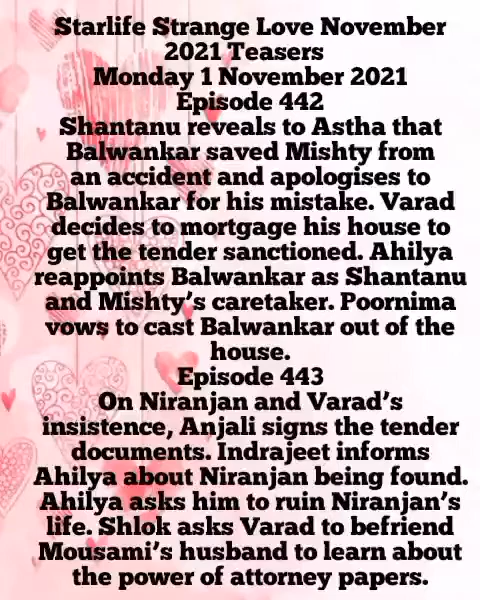 Starlife Strange Love November
2021 Teasers
Monday 1 November 2021
Episode 442
Shantanu reveals to Astha that
Balwankar saved Mishty from
an accident and apologises to
Balwankar for his mistake. Varad
decides to mortgage his house to
get the tender sanctioned. Ahilya
reappoints Balwankar as Shantanu
and Mishty’s caretaker. Poornima
vows to cast Balwankar out of the
house.
Episode 443
On Niranjan and Varad’s
insistence, Anjali signs the tender
documents. Indrajeet informs
Ahilya about Niranjan being found.
Ahilya asks him to ruin Niranjan’s
life. Shlok asks Varad to befriend
Mousami’s husband to learn about
the power of attorney papers.